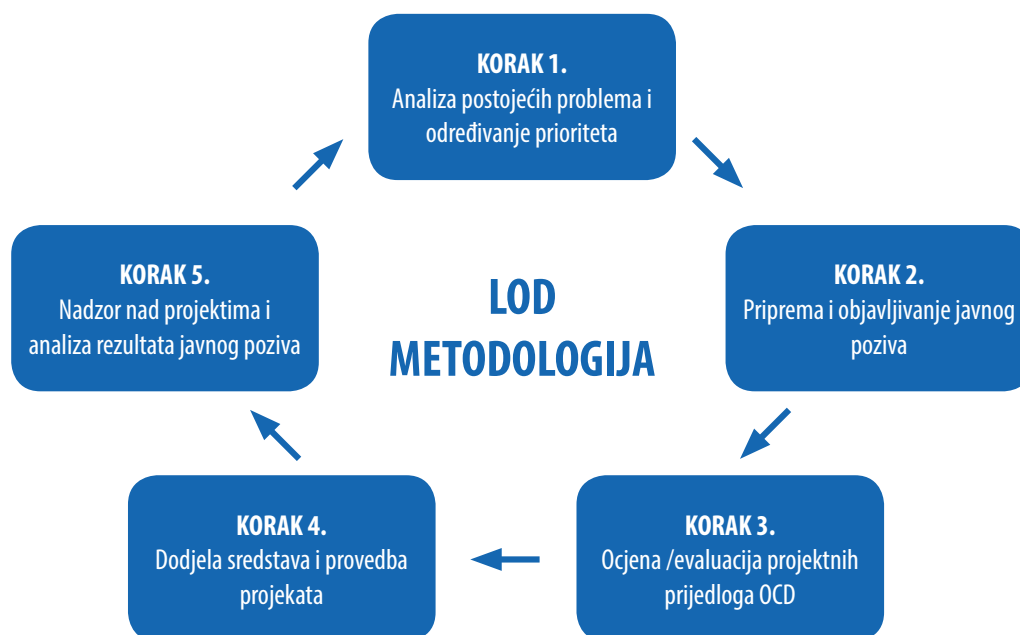 KORAK 1.
Analiza postojećih problema i
određivanje prioriteta
KORAK 2.
Priprema i objavljivanje javnog
poziva
KORAK 3.
Ocjena /evaluacija projektnih
prijedloga OCD
KORAK 4.
Dodjela sredstava i provedba
projekata
KORAK 5.
Nadzor nad projektima i
analiza rezultata javnog poziva
LOD
METODOLOGIJA